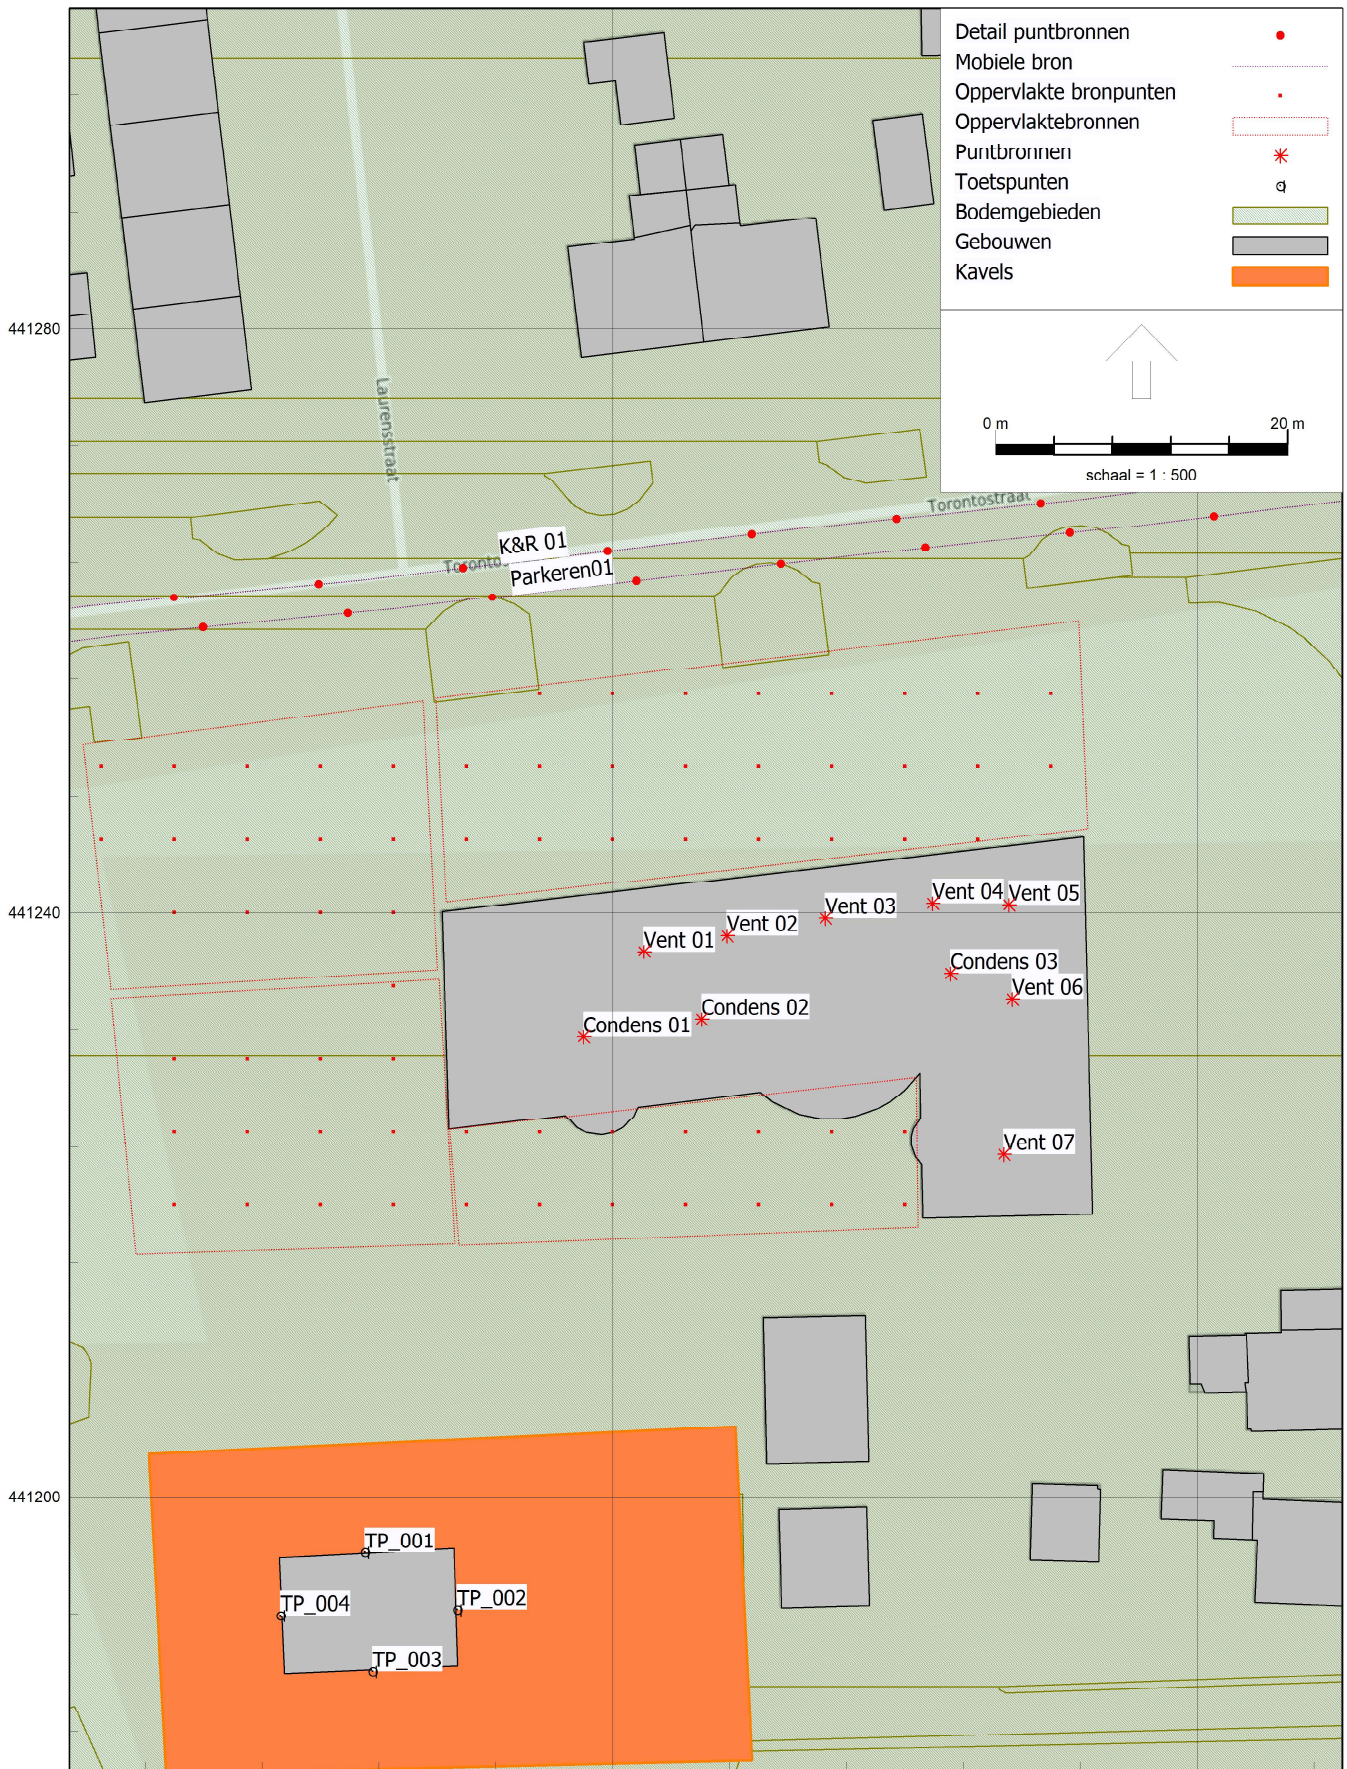 Detail puntbronnen
Mobiele bron
Oppervlakte bronpunten
Oppervlaktebronnen
Puntbronnen
Toetspunten
Bodemgebieden
Gebouwen
Kavels
0 m 20 m
schaal = 1 : 500
441280
Laurensstraat
Torontostraat
K&R 01
Toronto
Parkeren01
441240
Vent 01
Vent 02
Vent 03
Vent 04
Vent 05
Condens 03
Vent 06
Condens 02
Condens 01
Vent 07
441200
TP_001
TP_004
TP_002
TP_003